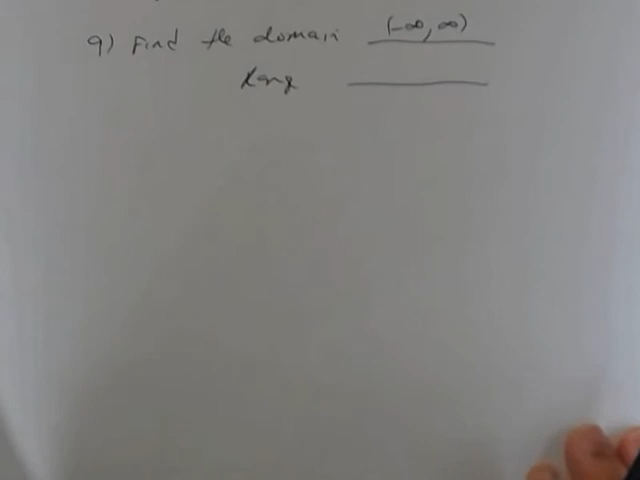 9) Find the domain (-∞, ∞)
Range